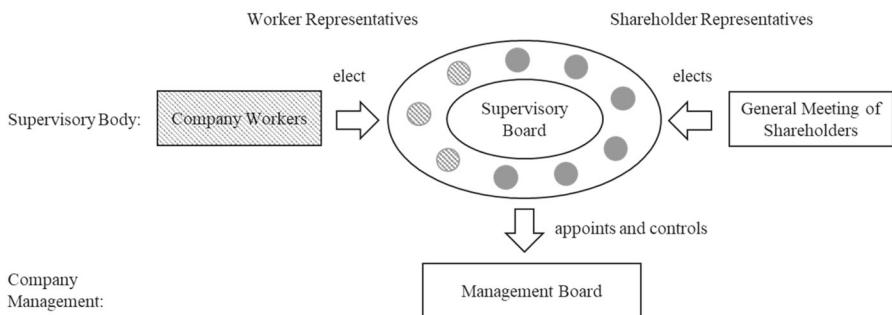 Worker Representatives
Shareholder Representatives
elect
elects
Supervisory Body:
Company Workers
Supervisory
Board
General Meeting of
Shareholders
appoints and controls
Company
Management:
Management Board